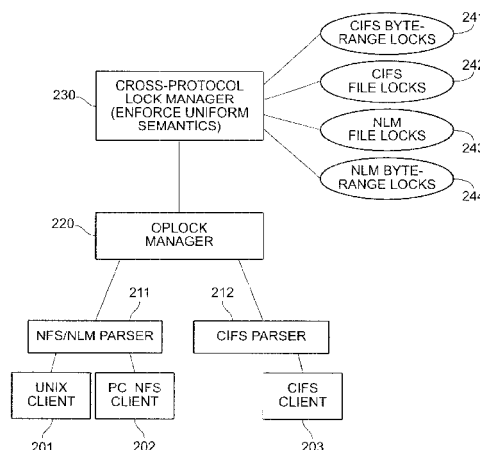 CIFS BYTE-
RANGE LOCKS
241
CIFS
FILE LOCKS
242
230
CROSS-PROTOCOL
LOCK MANAGER
(ENFORCE UNIFORM
SEMANTICS)
NLM
FILE LOCKS
243
NLM BYTE-
RANGE LOCKS
244
220
OPLOCK
MANAGER
211
212
NFS/NLM PARSER
CIFS PARSER
UNIX
CLIENT
PC NFS
CLIENT
CIFS
CLIENT
201
202
203